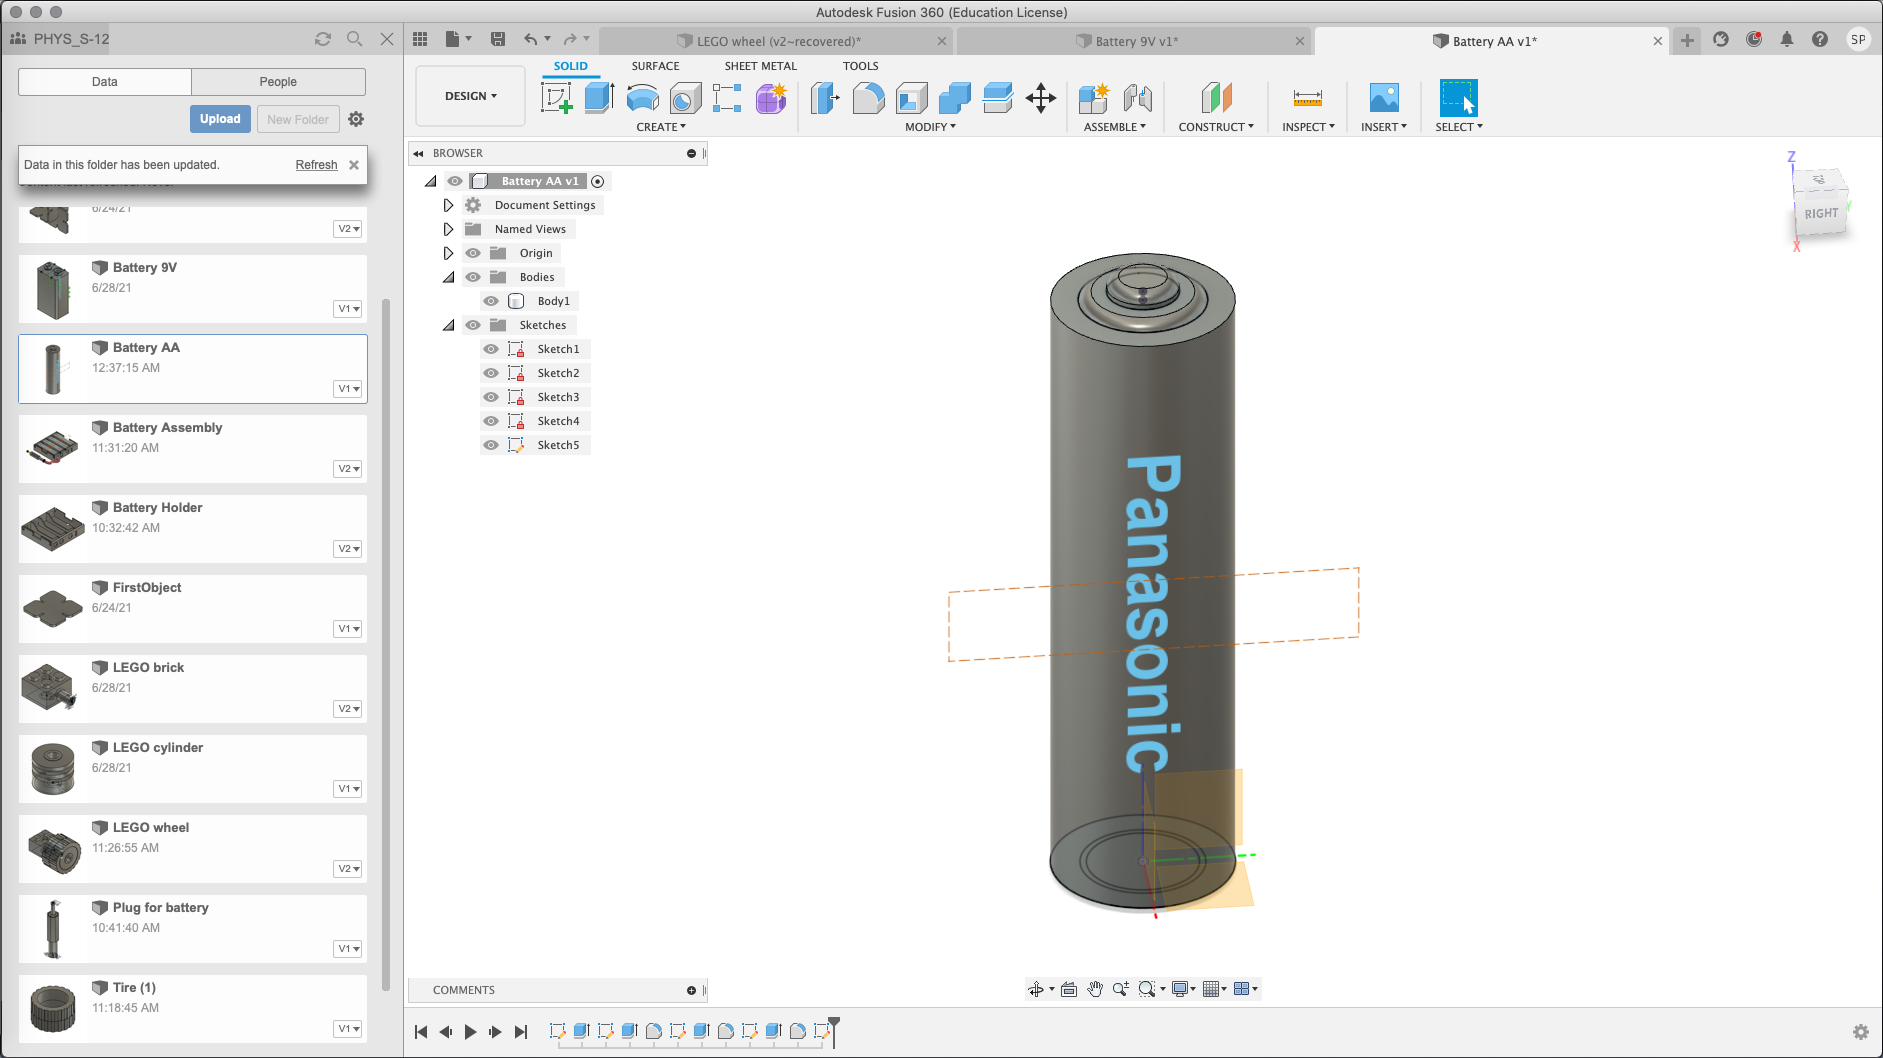 Autodesk Fusion 360 (Education License)
PHYS_S-12
LEGO wheel (v2~recovered)*
Battery 9V v1*
Battery AA v1*
SP
Data
People
Upload
New Folder
Data in this folder has been updated.
Refresh
6/24/21
V2
Battery 9V
6/28/21
V1
Battery AA
12:37:15 AM
V1
Battery Assembly
11:31:20 AM
V2
Battery Holder
10:32:42 AM
V2
FirstObject
6/24/21
V1
LEGO brick
6/28/21
V2
LEGO cylinder
6/28/21
V1
LEGO wheel
11:26:55 AM
V2
Plug for battery
10:41:40 AM
V1
Tire (1)
11:18:45 AM
V1
SOLID
SURFACE
SHEET METAL
TOOLS
DESIGN
CREATE
MODIFY
ASSEMBLE
CONSTRUCT
INSPECT
INSERT
SELECT
BROWSER
Battery AA v1
Document Settings
Named Views
Origin
Bodies
Body1
Sketches
Sketch1
Sketch2
Sketch3
Sketch4
Sketch5
Z
RIGHT
Y
X
Panasonic
COMMENTS